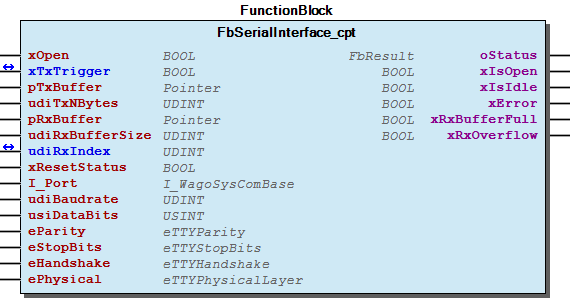 FunctionBlock
FbSerialInterface_cpt
xOpen BOOL FbResult oStatus
xTxTrigger BOOL BOOL xIsOpen
pTxBuffer Pointer BOOL xIsIdle
udiTxNBytes UDINT BOOL xError
pRxBuffer Pointer BOOL xRxBufferFull
udiRxBufferSize UDINT BOOL xRxOverflow
udiRxIndex UDINT
xResetStatus BOOL
I_Port I_WagoSysComBase
udiBaudrate UDINT
usiDataBits USINT
eParity eTTYParity
eStopBits eTTYStopBits
eHandshake eTTYHandshake
ePhysical eTTYPhysicalLayer